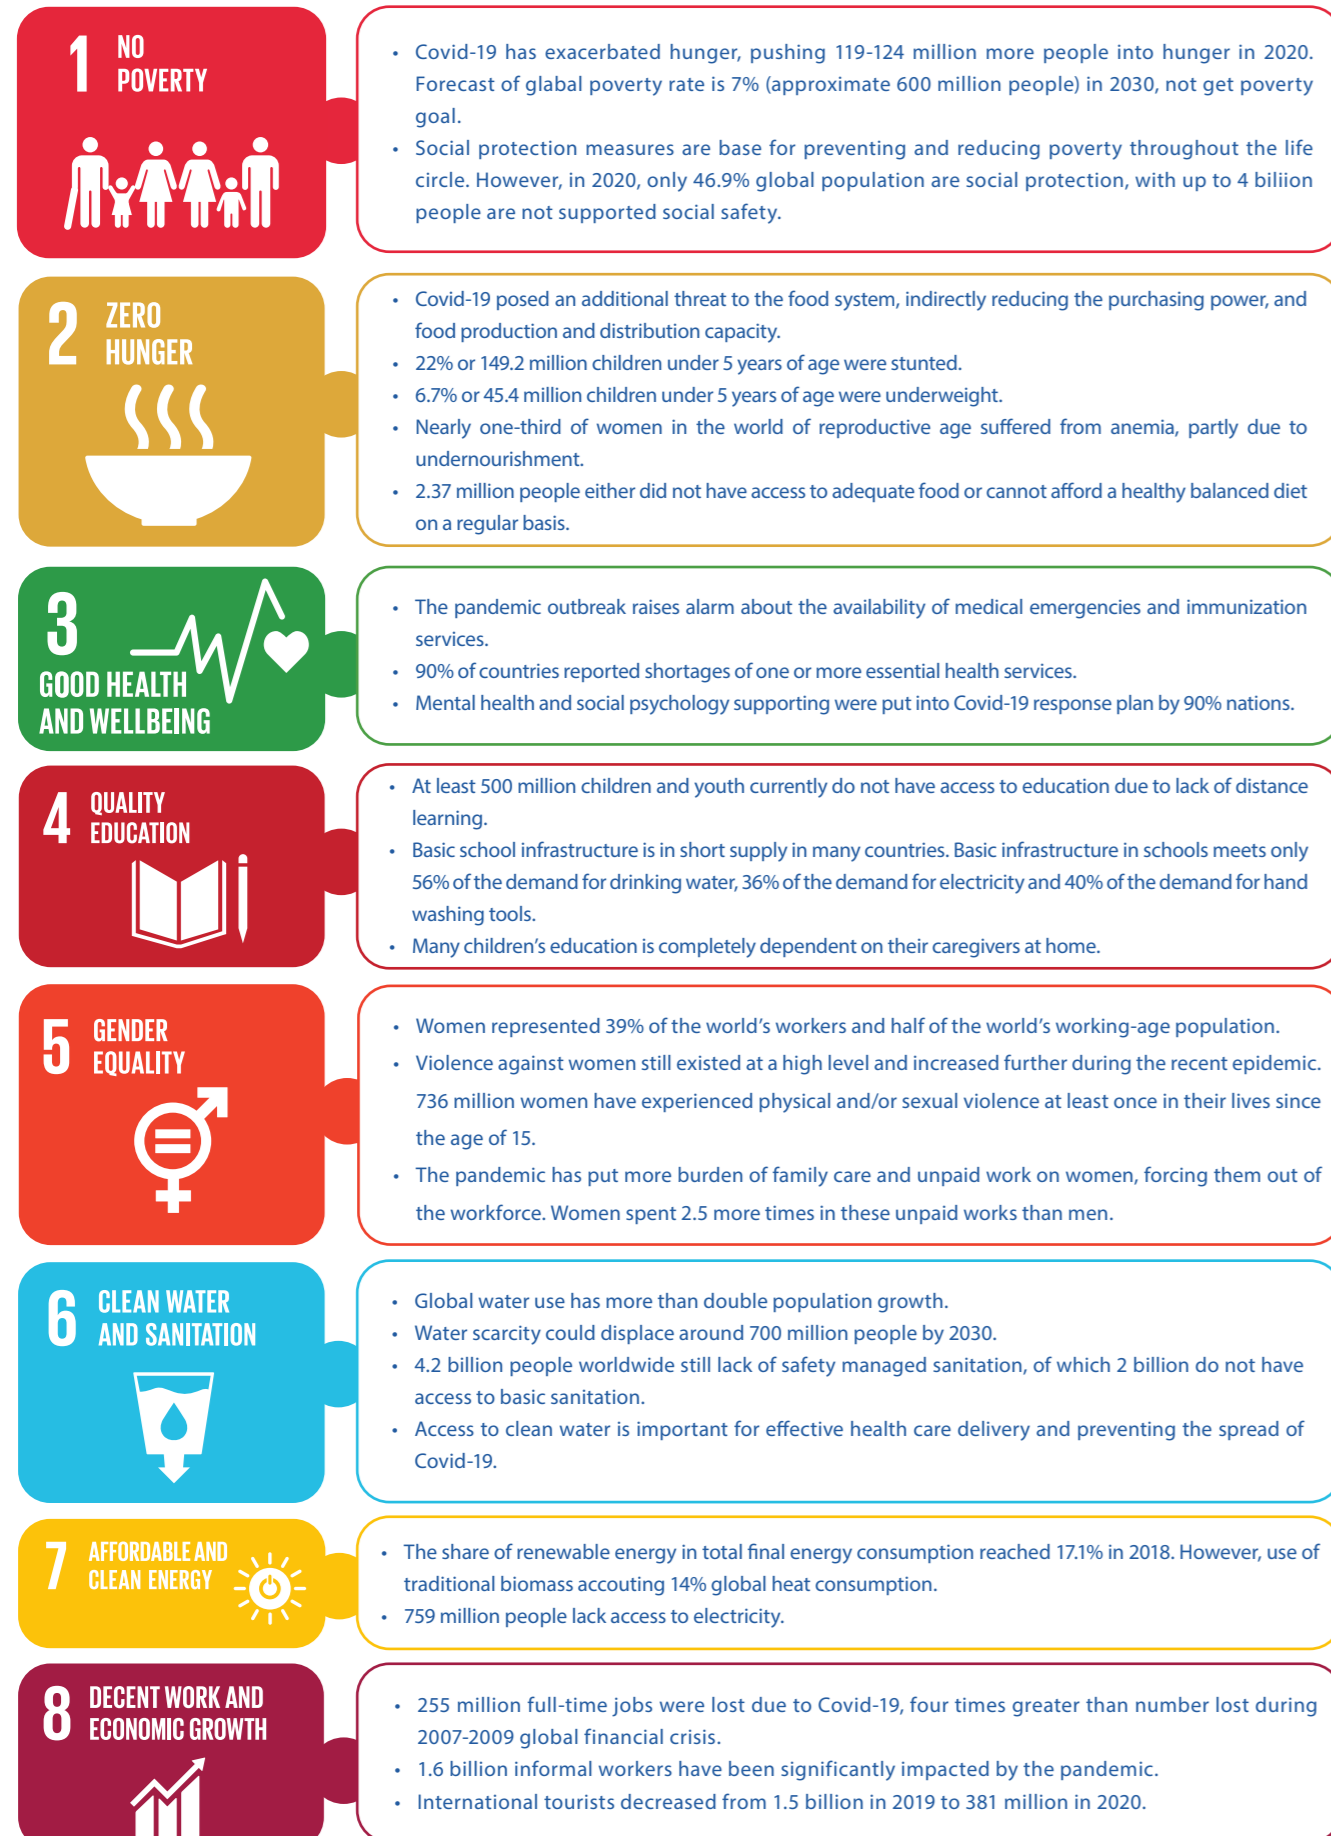 1 NO
POVERTY
• Covid-19 has exacerbated hunger, pushing 119-124 million more people into hunger in 2020.
Forecast of glabal poverty rate is 7% (approximate 600 million people) in 2030, not get poverty
goal.
• Social protection measures are base for preventing and reducing poverty throughout the life
circle. However, in 2020, only 46.9% global population are social protection, with up to 4 biliion
people are not supported social safety.
2 ZERO
HUNGER
• Covid-19 posed an additional threat to the food system, indirectly reducing the purchasing power, and
food production and distribution capacity.
• 22% or 149.2 million children under 5 years of age were stunted.
• 6.7% or 45.4 million children under 5 years of age were underweight.
• Nearly one-third of women in the world of reproductive age suffered from anemia, partly due to
undernourishment.
• 2.37 million people either did not have access to adequate food or cannot afford a healthy balanced diet
on a regular basis.
3
GOOD HEALTH
AND WELLBEING
• The pandemic outbreak raises alarm about the availability of medical emergencies and immunization
services.
• 90% of countries reported shortages of one or more essential health services.
• Mental health and social psychology supporting were put into Covid-19 response plan by 90% nations.
4 QUALITY
EDUCATION
• At least 500 million children and youth currently do not have access to education due to lack of distance
learning.
• Basic school infrastructure is in short supply in many countries. Basic infrastructure in schools meets only
56% of the demand for drinking water, 36% of the demand for electricity and 40% of the demand for hand
washing tools.
• Many children's education is completely dependent on their caregivers at home.
5 GENDER
EQUALITY
• Women represented 39% of the world's workers and half of the world's working-age population.
• Violence against women still existed at a high level and increased further during the recent epidemic.
736 million women have experienced physical and/or sexual violence at least once in their lives since
the age of 15.
• The pandemic has put more burden of family care and unpaid work on women, forcing them out of
the workforce. Women spent 2.5 more times in these unpaid works than men.
6 CLEAN WATER
AND SANITATION
• Global water use has more than double population growth.
• Water scarcity could displace around 700 million people by 2030.
• 4.2 billion people worldwide still lack of safety managed sanitation, of which 2 billion do not have
access to basic sanitation.
• Access to clean water is important for effective health care delivery and preventing the spread of
Covid-19.
7 AFFORDABLE AND
CLEAN ENERGY
• The share of renewable energy in total final energy consumption reached 17.1% in 2018. However, use of
traditional biomass accouting 14% global heat consumption.
• 759 million people lack access to electricity.
8 DECENT WORK AND
ECONOMIC GROWTH
• 255 million full-time jobs were lost due to Covid-19, four times greater than number lost during
2007-2009 global financial crisis.
• 1.6 billion informal workers have been significantly impacted by the pandemic.
• International tourists decreased from 1.5 billion in 2019 to 381 million in 2020.